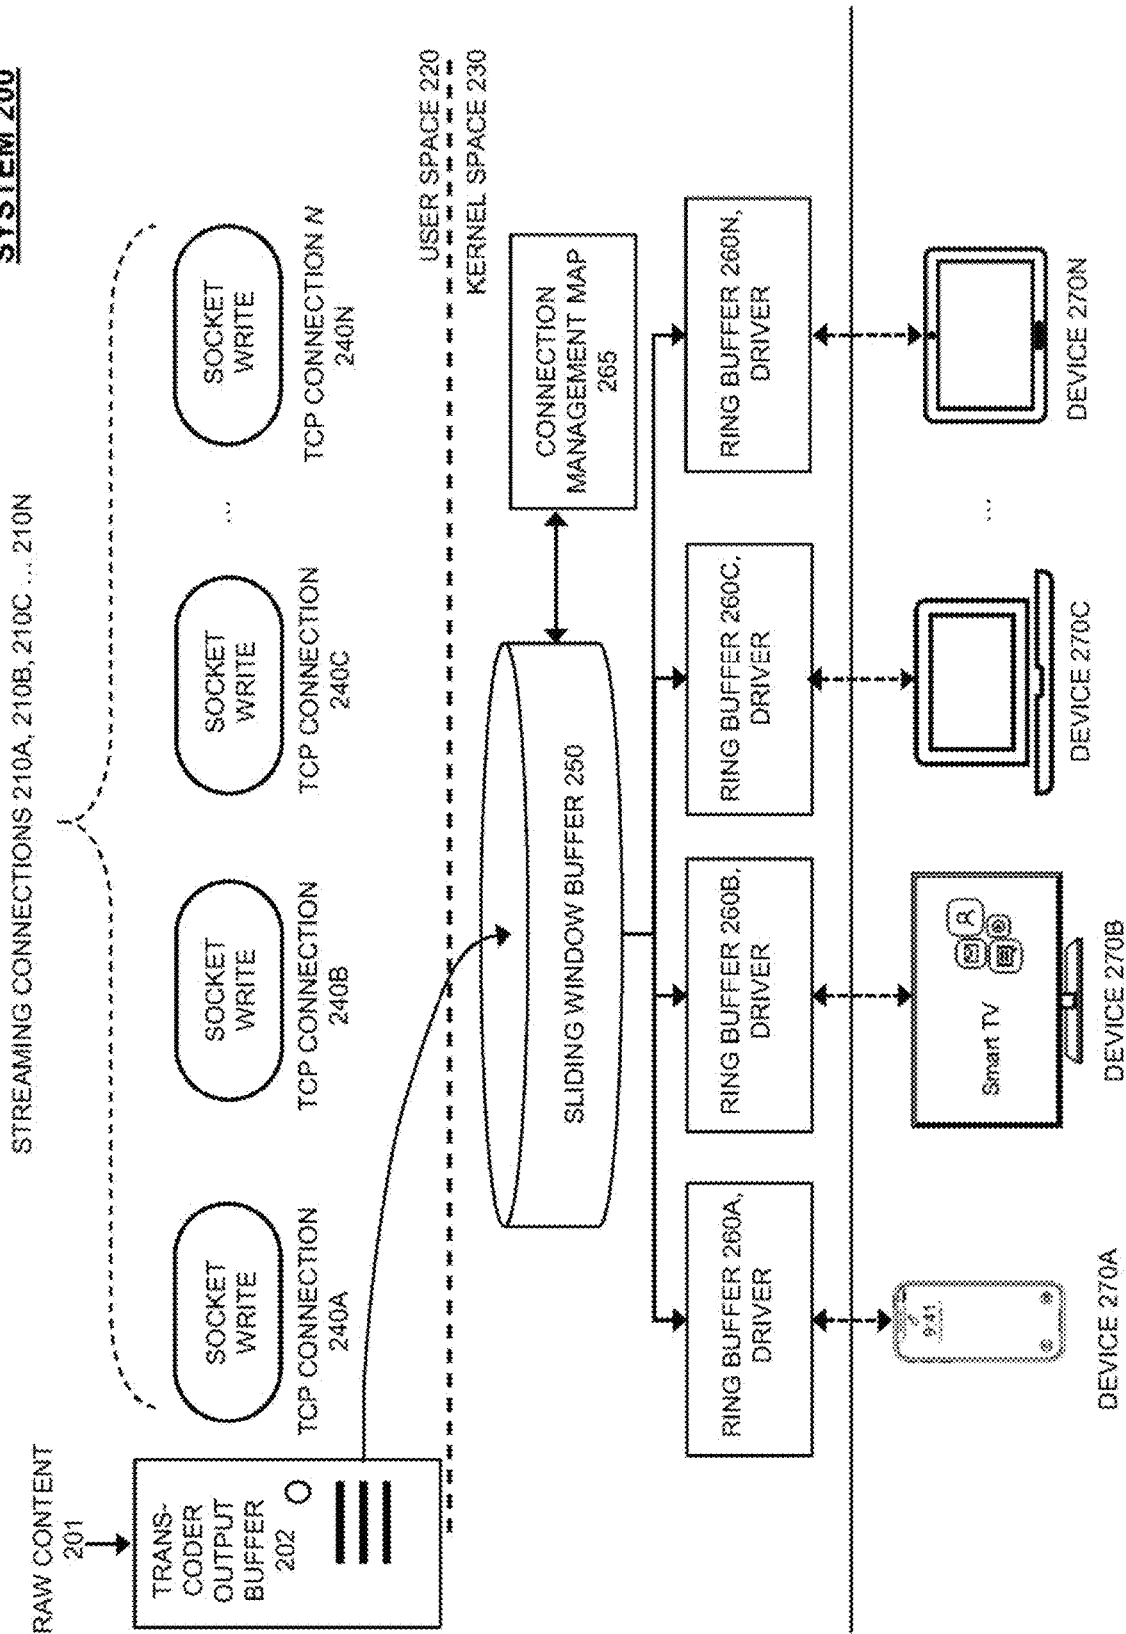 SYSTEM 200
STREAMING CONNECTIONS 210A, 210B, 210C ... 210N
RAW CONTENT
201
TRANS-
CODER
OUTPUT
BUFFER
202
SOCKET
WRITE
TCP CONNECTION
240A
SOCKET
WRITE
TCP CONNECTION
240B
SOCKET
WRITE
TCP CONNECTION
240C
...
SOCKET
WRITE
TCP CONNECTION N
240N
USER SPACE 220
KERNEL SPACE 230
SLIDING WINDOW BUFFER 250
CONNECTION
MANAGEMENT MAP
265
RING BUFFER 260A,
DRIVER
RING BUFFER 260B,
DRIVER
RING BUFFER 260C,
DRIVER
RING BUFFER 260N,
DRIVER
9:41
DEVICE 270A
Smart TV
DEVICE 270B
DEVICE 270C
...
DEVICE 270N